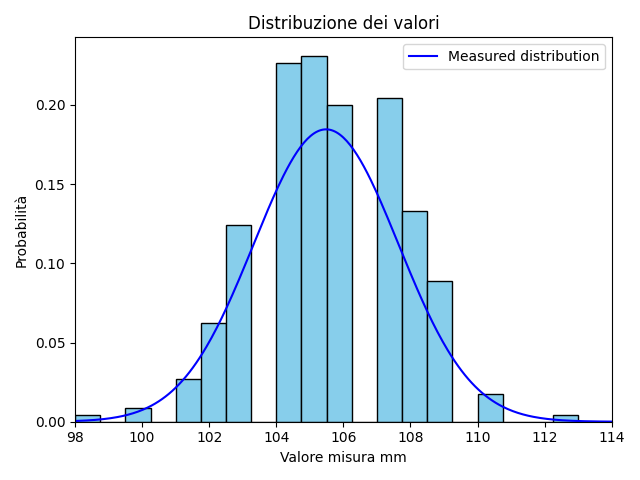 Distribuzione dei valori
Measured distribution
Probabilità
0.20
0.15
0.10
0.05
0.00
98 100 102 104 106 108 110 112 114
Valore misura mm